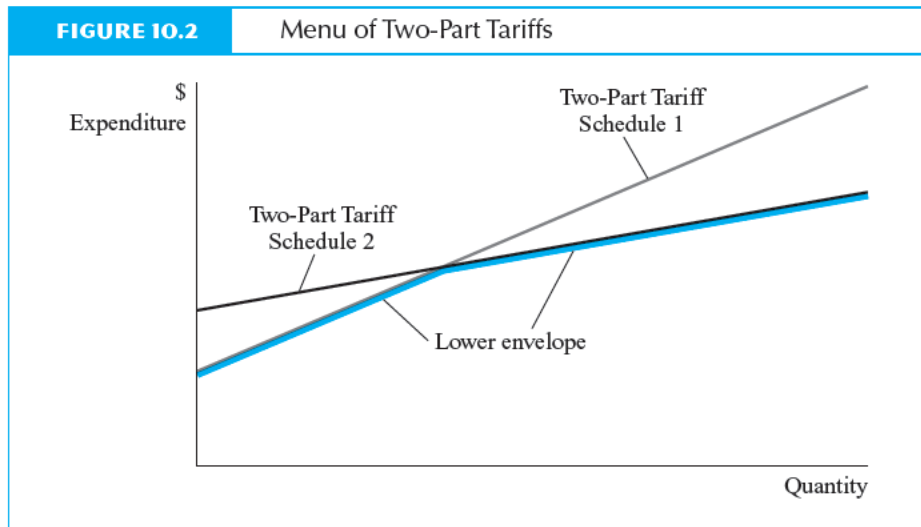 FIGURE 10.2
Menu of Two-Part Tariffs
$
Expenditure
Two-Part Tariff
Schedule 1
Two-Part Tariff
Schedule 2
Lower envelope
Quantity